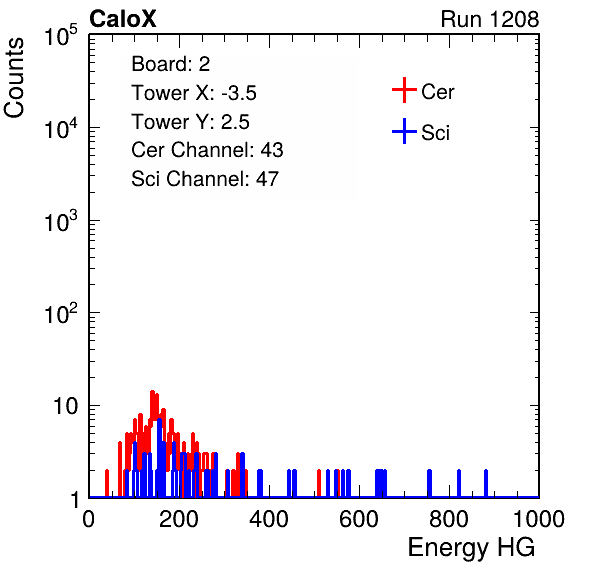 CaloX Run 1208
Counts
10^5
10^4
10^3
10^2
10
1
Board: 2
Tower X: -3.5
Tower Y: 2.5
Cer Channel: 43
Sci Channel: 47
Cer
Sci
0 200 400 600 800 1000
Energy HG